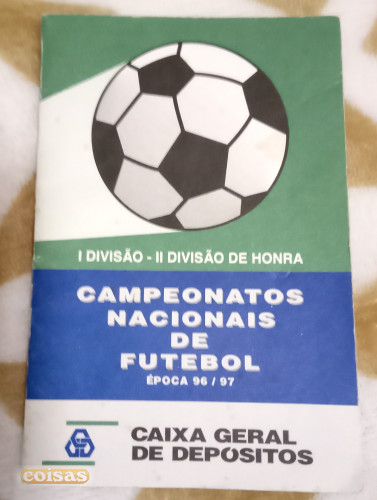 I DIVISÃO - II DIVISÃO DE HONRA
CAMPEONATOS
NACIONAIS
DE
FUTEBOL
ÉPOCA 96 / 97
CAIXA GERAL
DE DEPÓSITOS
coisas